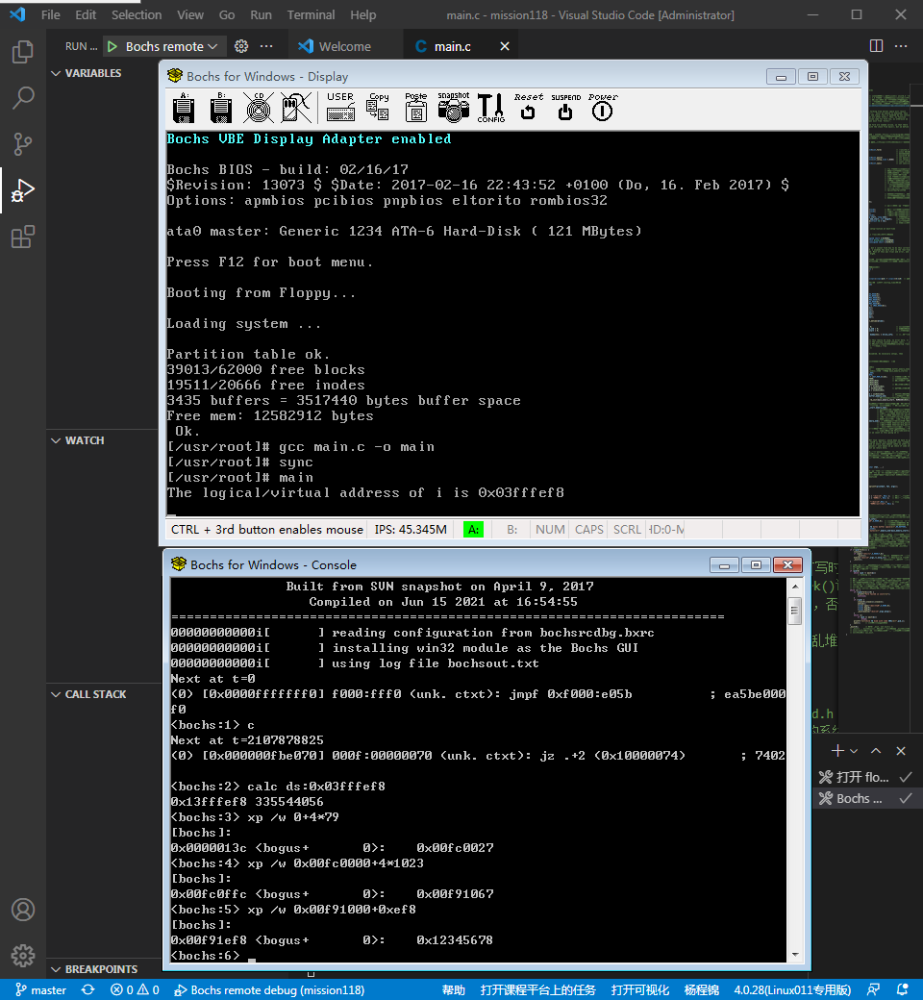 File Edit Selection View Go Run Terminal Help main.c - mission118 - Visual Studio Code [Administrator]
RUN ... Bochs remote Welcome main.c
VARIABLES
Bochs for Windows - Display
A: B: CD USER Copy Paste snapshot CONFIG Reset SUSPEND Power
Bochs VBE Display Adapter enabled
Bochs BIOS - build: 02/16/17
$Revision: 13073 $ $Date: 2017-02-16 22:43:52 +0100 (Do, 16. Feb 2017) $
Options: apmbios pcibios pnpbios eltorito rombios32
ata0 master: Generic 1234 ATA-6 Hard-Disk ( 121 MBytes)
Press F12 for boot menu.
Booting from Floppy...
Loading system ...
Partition table ok.
39013/62000 free blocks
19511/20666 free inodes
3435 buffers = 3517440 bytes buffer space
Free mem: 12582912 bytes
Ok.
[/usr/root]# gcc main.c -o main
[/usr/root]# sync
[/usr/root]# main
The logical/virtual address of i is 0x03fffef8
WATCH
CTRL + 3rd button enables mouse IPS: 45.345M A: B: NUM CAPS SCRL HD:0-M
Bochs for Windows - Console
Built from SVN snapshot on April 9, 2017
Compiled on Jun 15 2021 at 16:54:55
========================================================================
00000000000i[ ] reading configuration from bochsrcdbg.bxrc
00000000000i[ ] installing win32 module as the Bochs GUI
00000000000i[ ] using log file bochsout.txt
Next at t=0
(0) [0x0000fffffff0] f000:fff0 (unk. ctxt): jmpf 0xf000:e05b ; ea5be000
f0
<bochs:1> c
Next at t=2107878825
(0) [0x000000fbe070] 000f:00000070 (unk. ctxt): jz .+2 (0x10000074) ; 7402
<bochs:2> calc ds:0x03fffef8
0x13fffef8 335544056
<bochs:3> xp /w 0+4*79
[bochs]:
0x0000013c <bogus+ 0>: 0x00fc0027
<bochs:4> xp /w 0x00fc0000+4*1023
[bochs]:
0x00fc0ffc <bogus+ 0>: 0x00f91067
<bochs:5> xp /w 0x00f91000+0xef8
[bochs]:
0x00f91ef8 <bogus+ 0>: 0x12345678
<bochs:6>
CALL STACK
写时
rk()
，否
乱堆
d.h
的系统
打开 flo...
Bochs ...
BREAKPOINTS
master 0 0 Bochs remote debug (mission118) 帮助 打开课程平台上的任务 打开可视化 杨程锦 4.0.28(Linux011专用版)